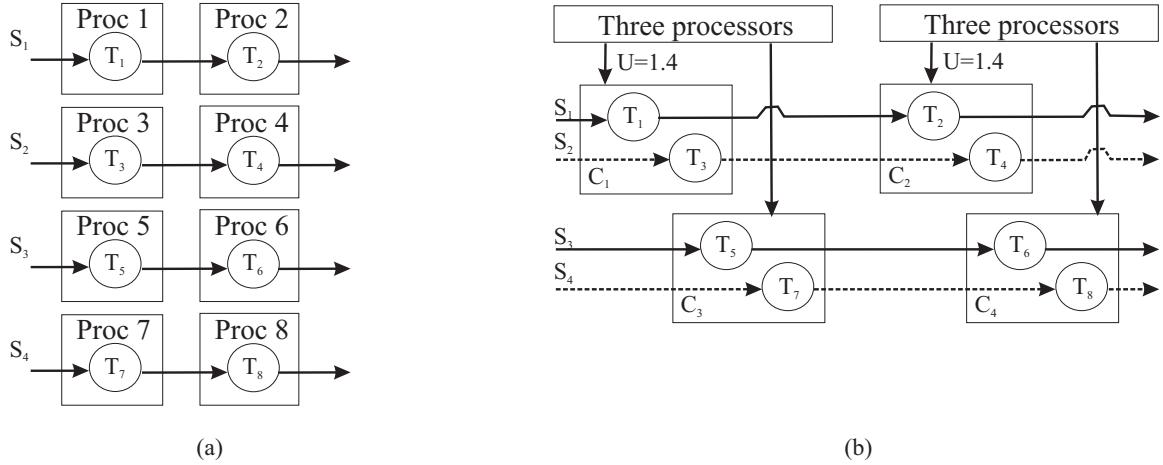 Proc 1 Proc 2
S₁ T₁ T₂
Proc 3 Proc 4
S₂ T₃ T₄
Proc 5 Proc 6
S₃ T₅ T₆
Proc 7 Proc 8
S₄ T₇ T₈
(a)
Three processors Three processors
U=1.4 U=1.4
S₁ T₁ T₂
S₂ T₃ T₄
C₁ C₂
S₃ T₅ T₆
S₄ T₇ T₈
C₃ C₄
(b)